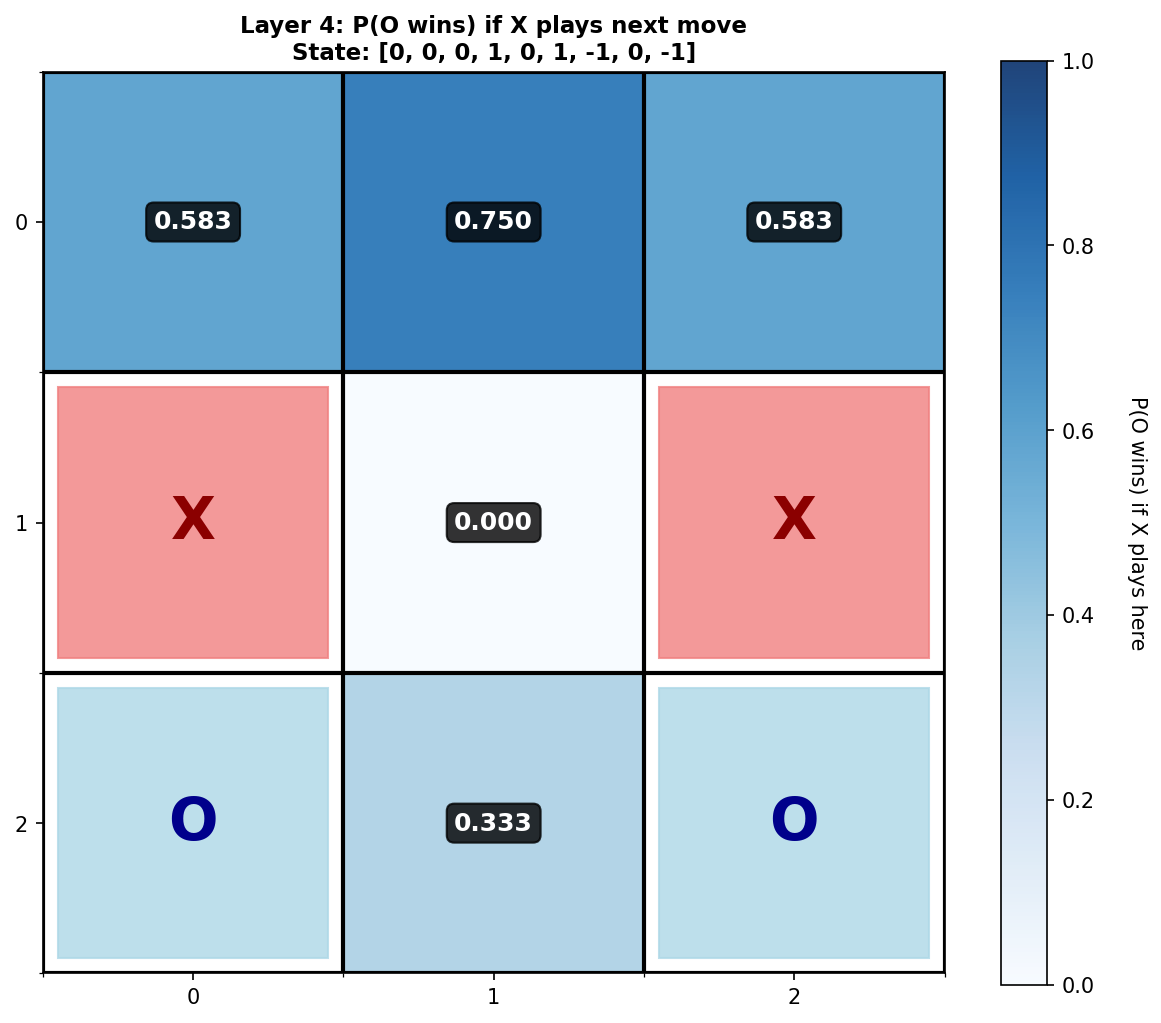 Layer 4: P(O wins) if X plays next move
State: [0, 0, 0, 1, 0, 1, -1, 0, -1]
0
0.583
0.750
0.583
1
X
0.000
X
2
O
0.333
O
0
1
2
1.0
0.8
0.6
0.4
0.2
0.0
P(O wins) if X plays here